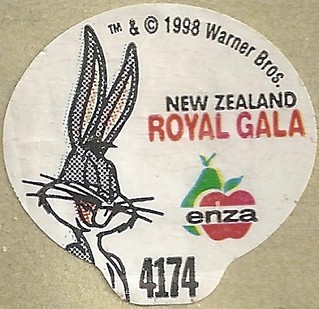 ™ & © 1998 Warner Bros.
NEW ZEALAND
ROYAL GALA
enza
4174